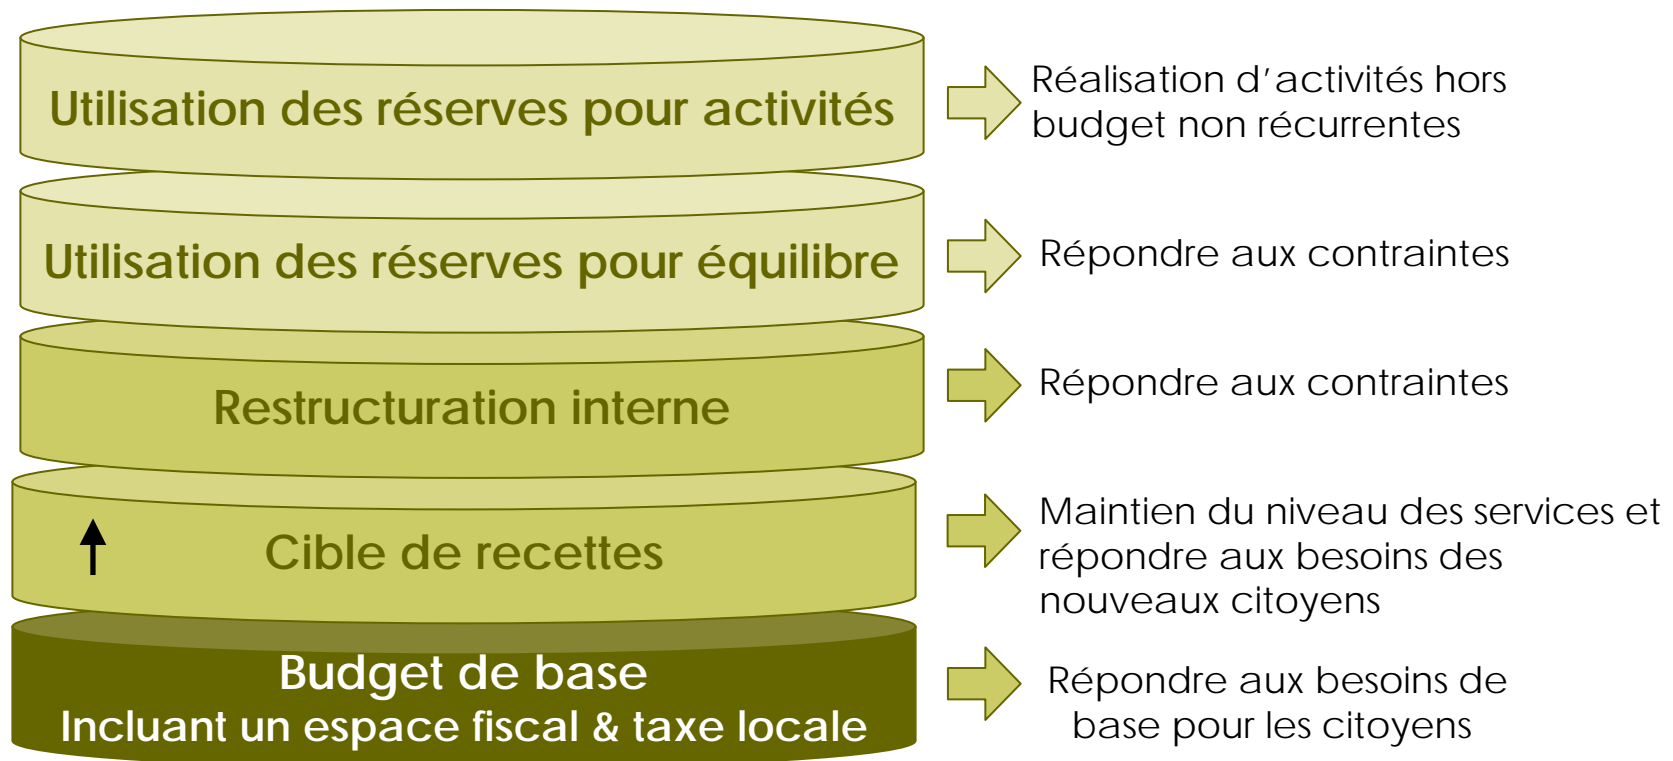 Utilisation des réserves pour activités
Réalisation d’activités hors
budget non récurrentes
Utilisation des réserves pour équilibre
Répondre aux contraintes
Restructuration interne
Répondre aux contraintes
Cible de recettes
Maintien du niveau des services et
répondre aux besoins des
nouveaux citoyens
Budget de base
Incluant un espace fiscal & taxe locale
Répondre aux besoins de
base pour les citoyens